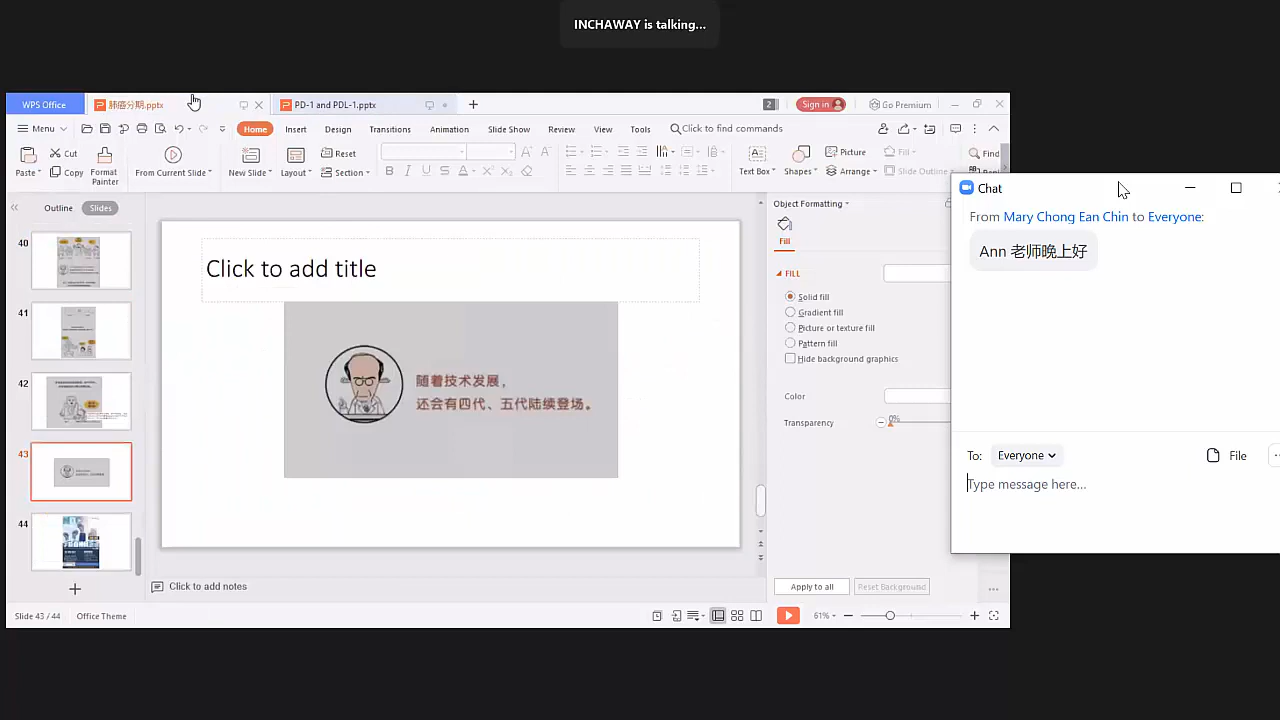 INCHAWAY is talking...
WPS Office
肺癌分期.pptx
PD-1 and PDL-1.pptx
2
Sign in
Go Premium
Menu
Home
Insert
Design
Transitions
Animation
Slide Show
Review
View
Tools
Click to find commands
Paste
Cut
Copy
Format
Painter
From Current Slide
New Slide
Layout
Reset
Section
Text Box
Shapes
Picture
Arrange
Fill
Slide Outline
Find
Outline
Slides
40
41
42
43
44
Click to add title
随着技术发展，
还会有四代、五代陆续登场。
Click to add notes
Object Formatting
Fill
FILL
Solid fill
Gradient fill
Picture or texture fill
Pattern fill
Hide background graphics
Color
Transparency
0%
Apply to all
Reset Background
Slide 43 / 44
Office Theme
61%
Chat
From Mary Chong Ean Chin to Everyone:
Ann 老师晚上好
To:
Everyone
File
Type message here...